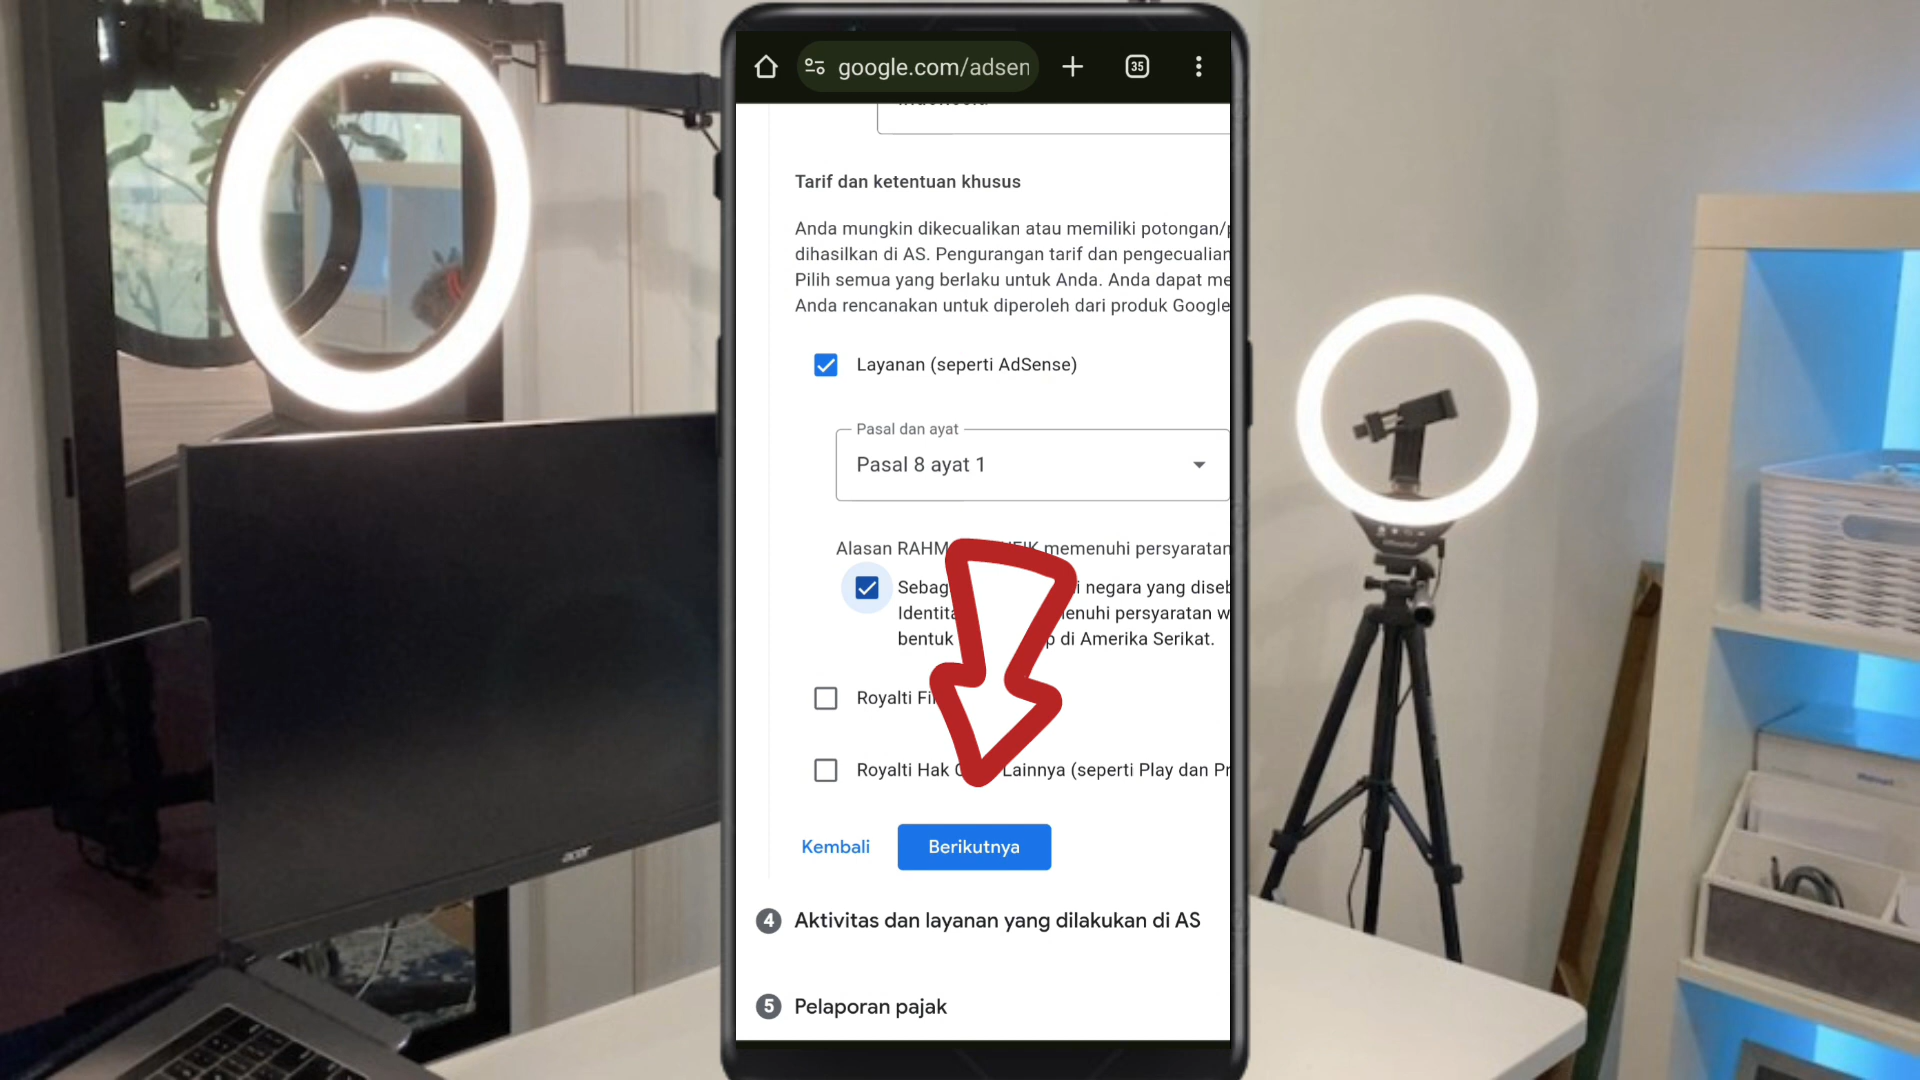 google.com/adsen
35
Tarif dan ketentuan khusus
Anda mungkin dikecualikan atau memiliki potongan/
dihasilkan di AS. Pengurangan tarif dan pengecualian
Pilih semua yang berlaku untuk Anda. Anda dapat me
Anda rencanakan untuk diperoleh dari produk Google
Layanan (seperti AdSense)
Pasal dan ayat
Pasal 8 ayat 1
Alasan RAHM memenuhi persyaratan
Sebag negara yang diseb
Identita enuhi persyaratan w
bentuk p di Amerika Serikat.
Royalti Fi
Royalti Hak Lainnya (seperti Play dan Pr
Kembali
Berikutnya
4 Aktivitas dan layanan yang dilakukan di AS
5 Pelaporan pajak
acer